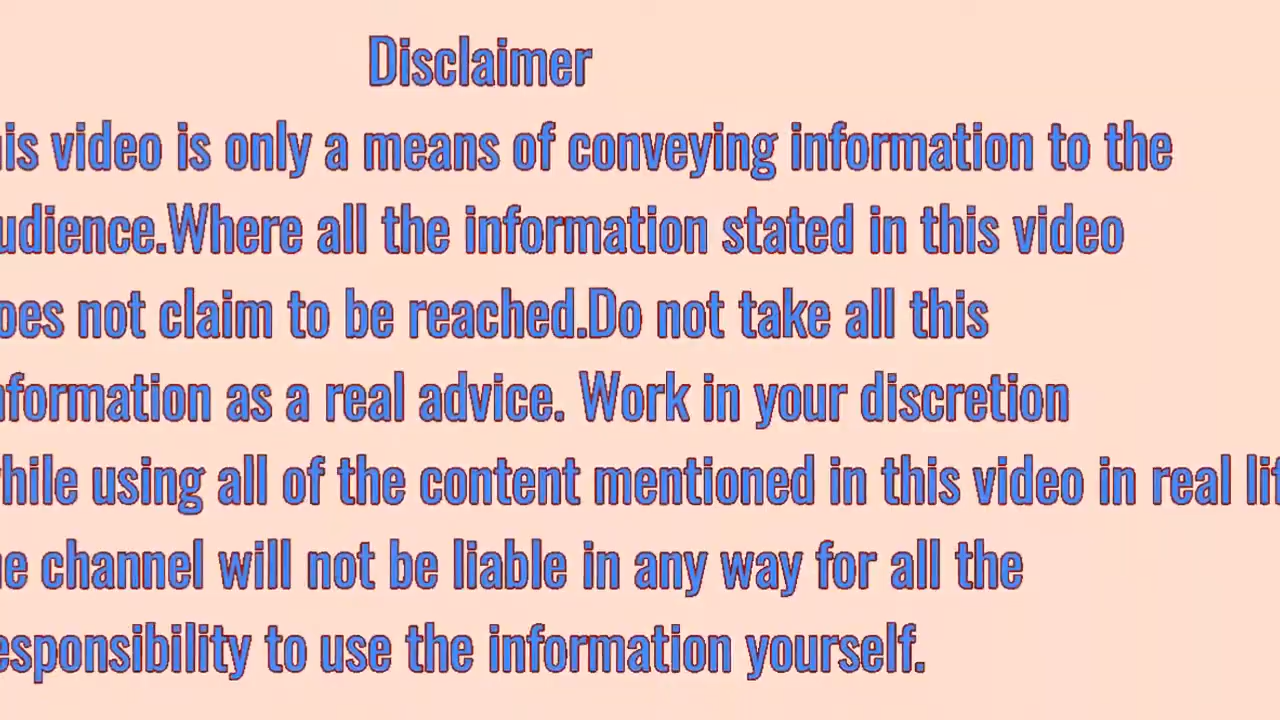 Disclaimer
is video is only a means of conveying information to the
udience.Where all the information stated in this video
oes not claim to be reached.Do not take all this
nformation as a real advice. Work in your discretion
hile using all of the content mentioned in this video in real lif
e channel will not be liable in any way for all the
esponsibility to use the information yourself.